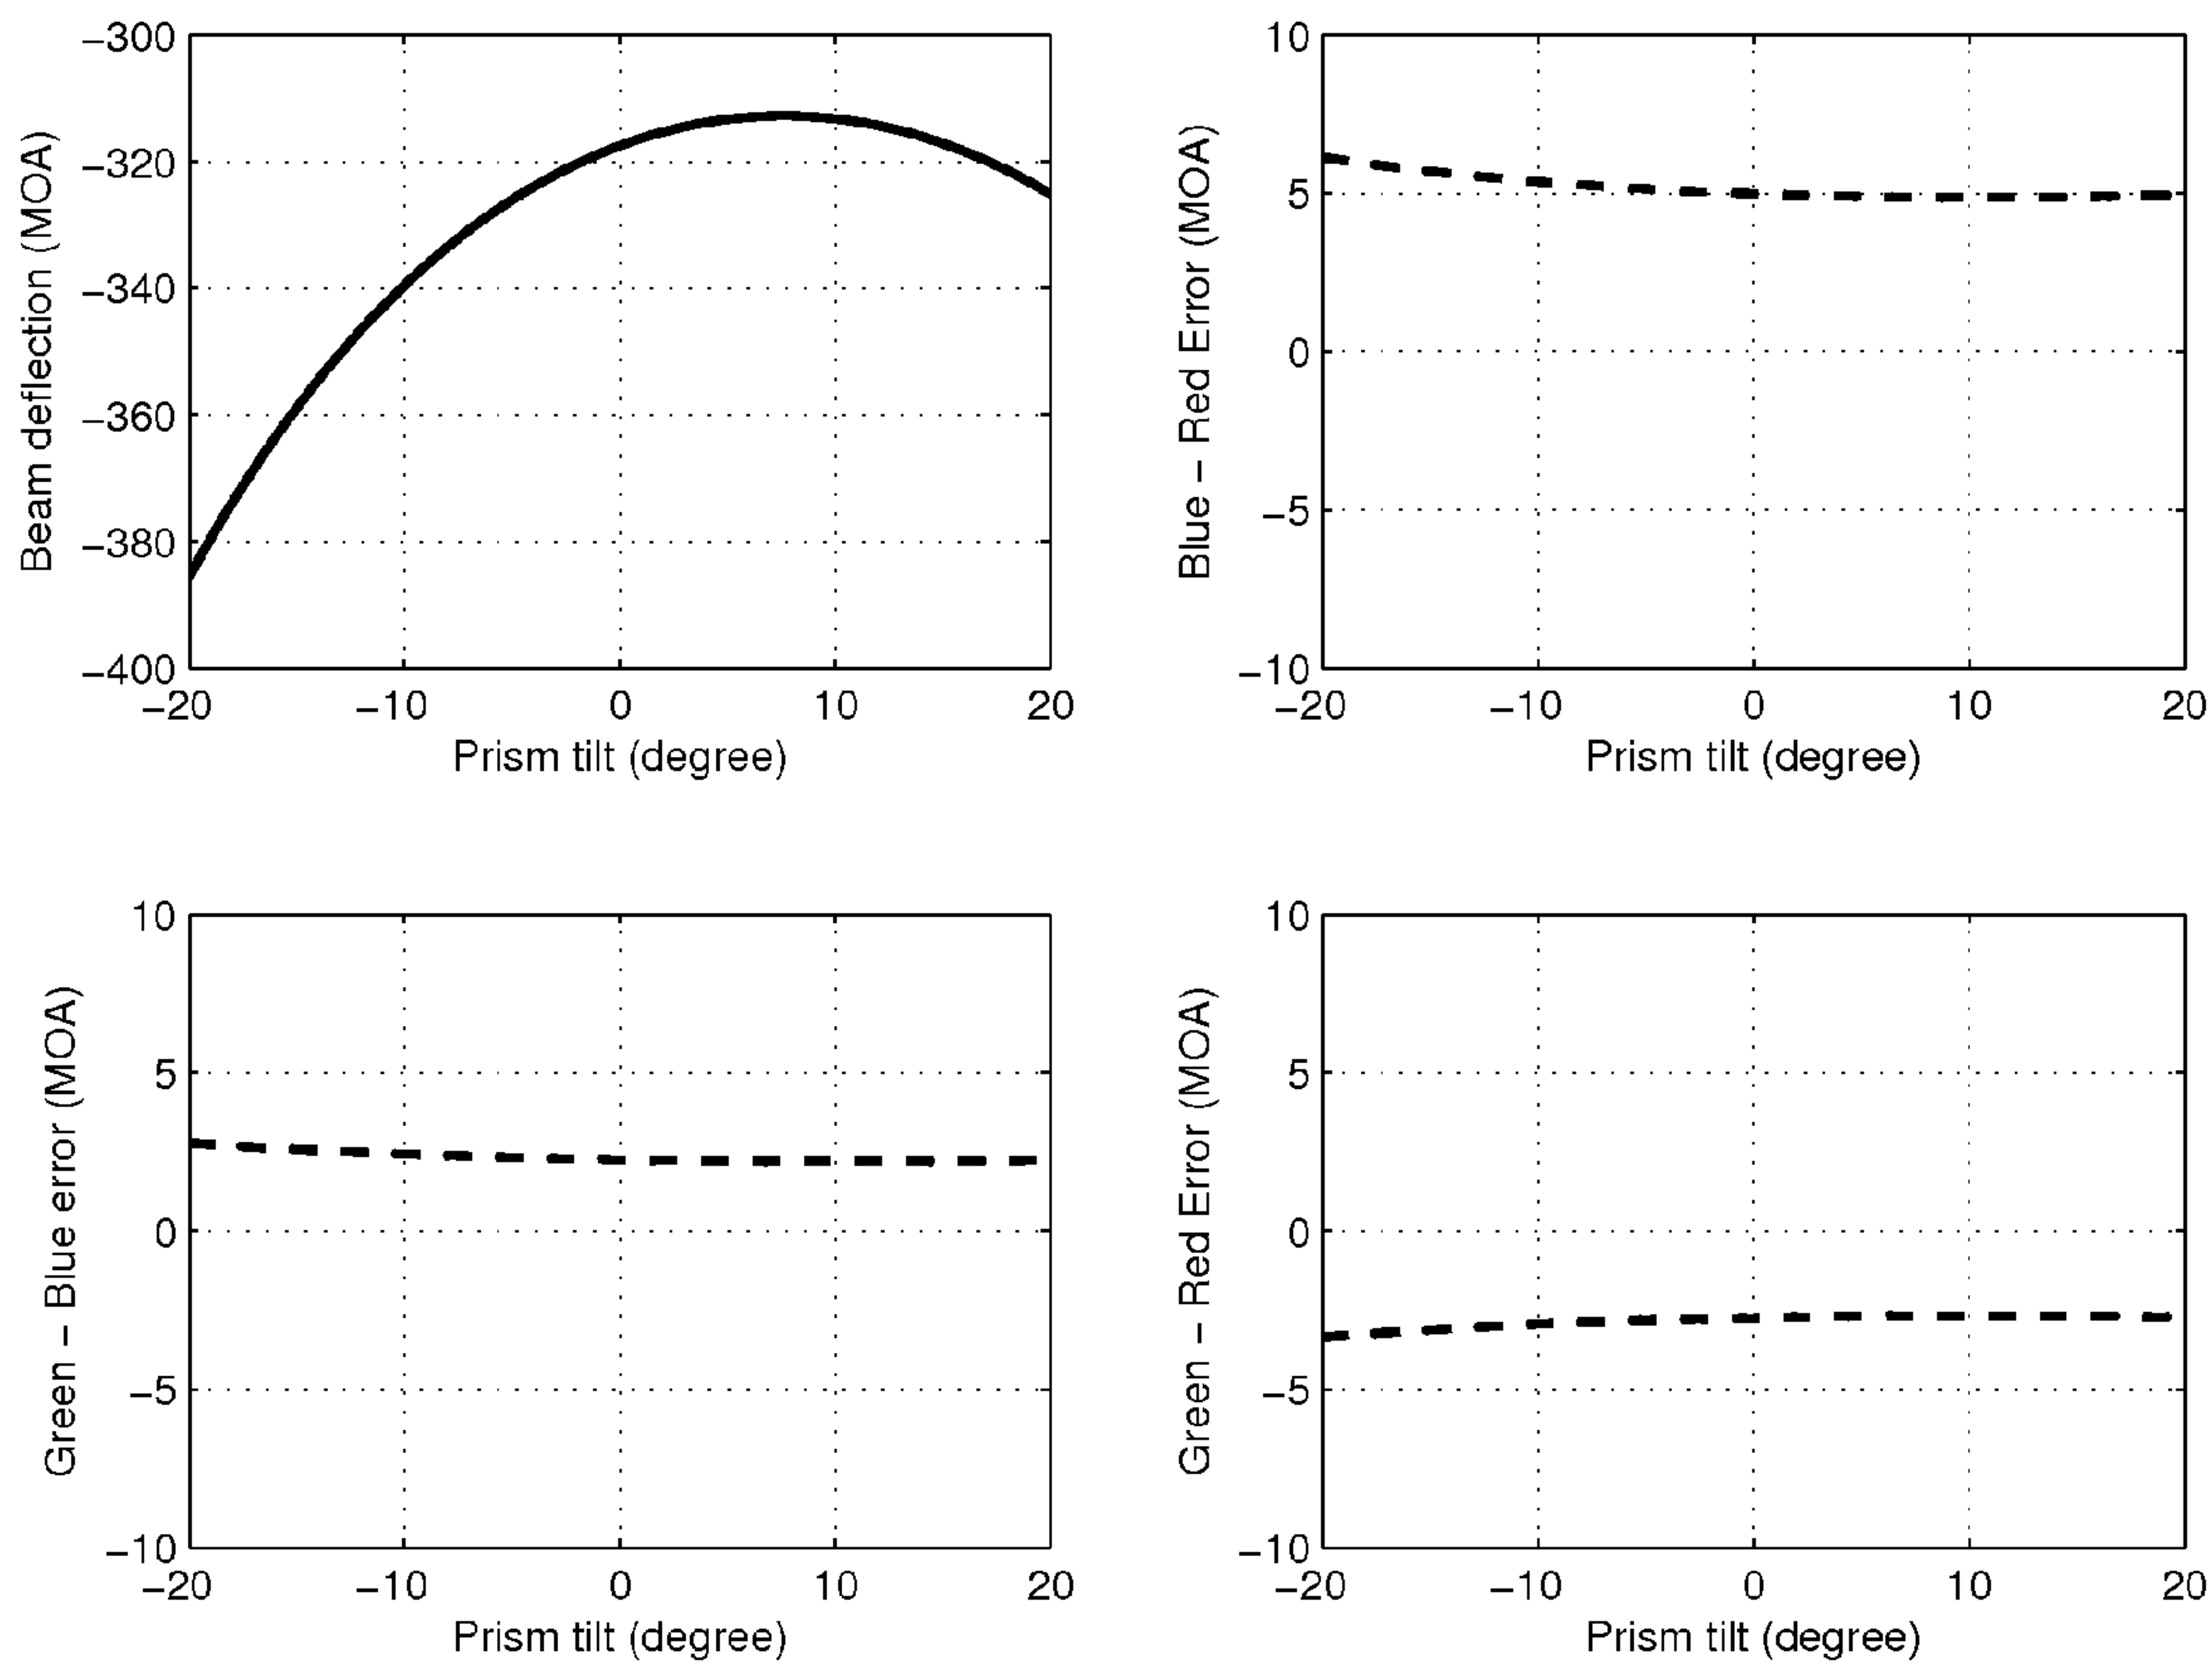 Beam deflection (MOA)
−300
−320
−340
−360
−380
−400
−20 −10 0 10 20
Prism tilt (degree)
Blue − Red Error (MOA)
10
5
0
−5
−10
−20 −10 0 10 20
Prism tilt (degree)
Green − Blue error (MOA)
10
5
0
−5
−10
−20 −10 0 10 20
Prism tilt (degree)
Green − Red Error (MOA)
10
5
0
−5
−10
−20 −10 0 10 20
Prism tilt (degree)